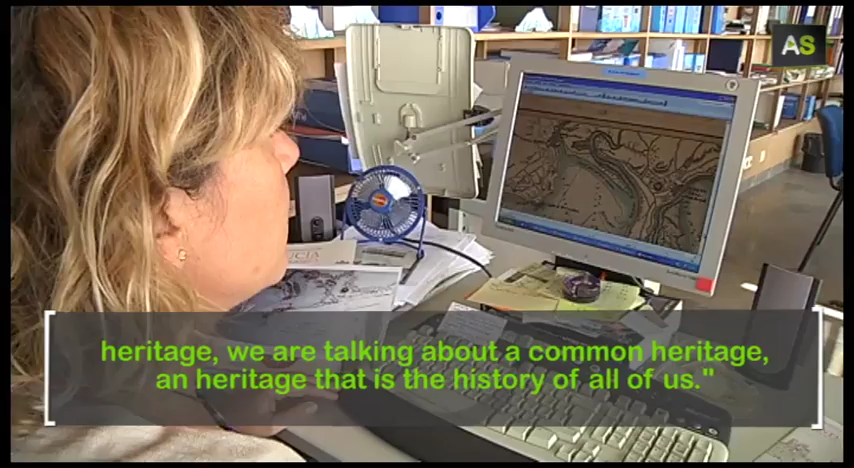 AS
heritage, we are talking about a common heritage,
an heritage that is the history of all of us."